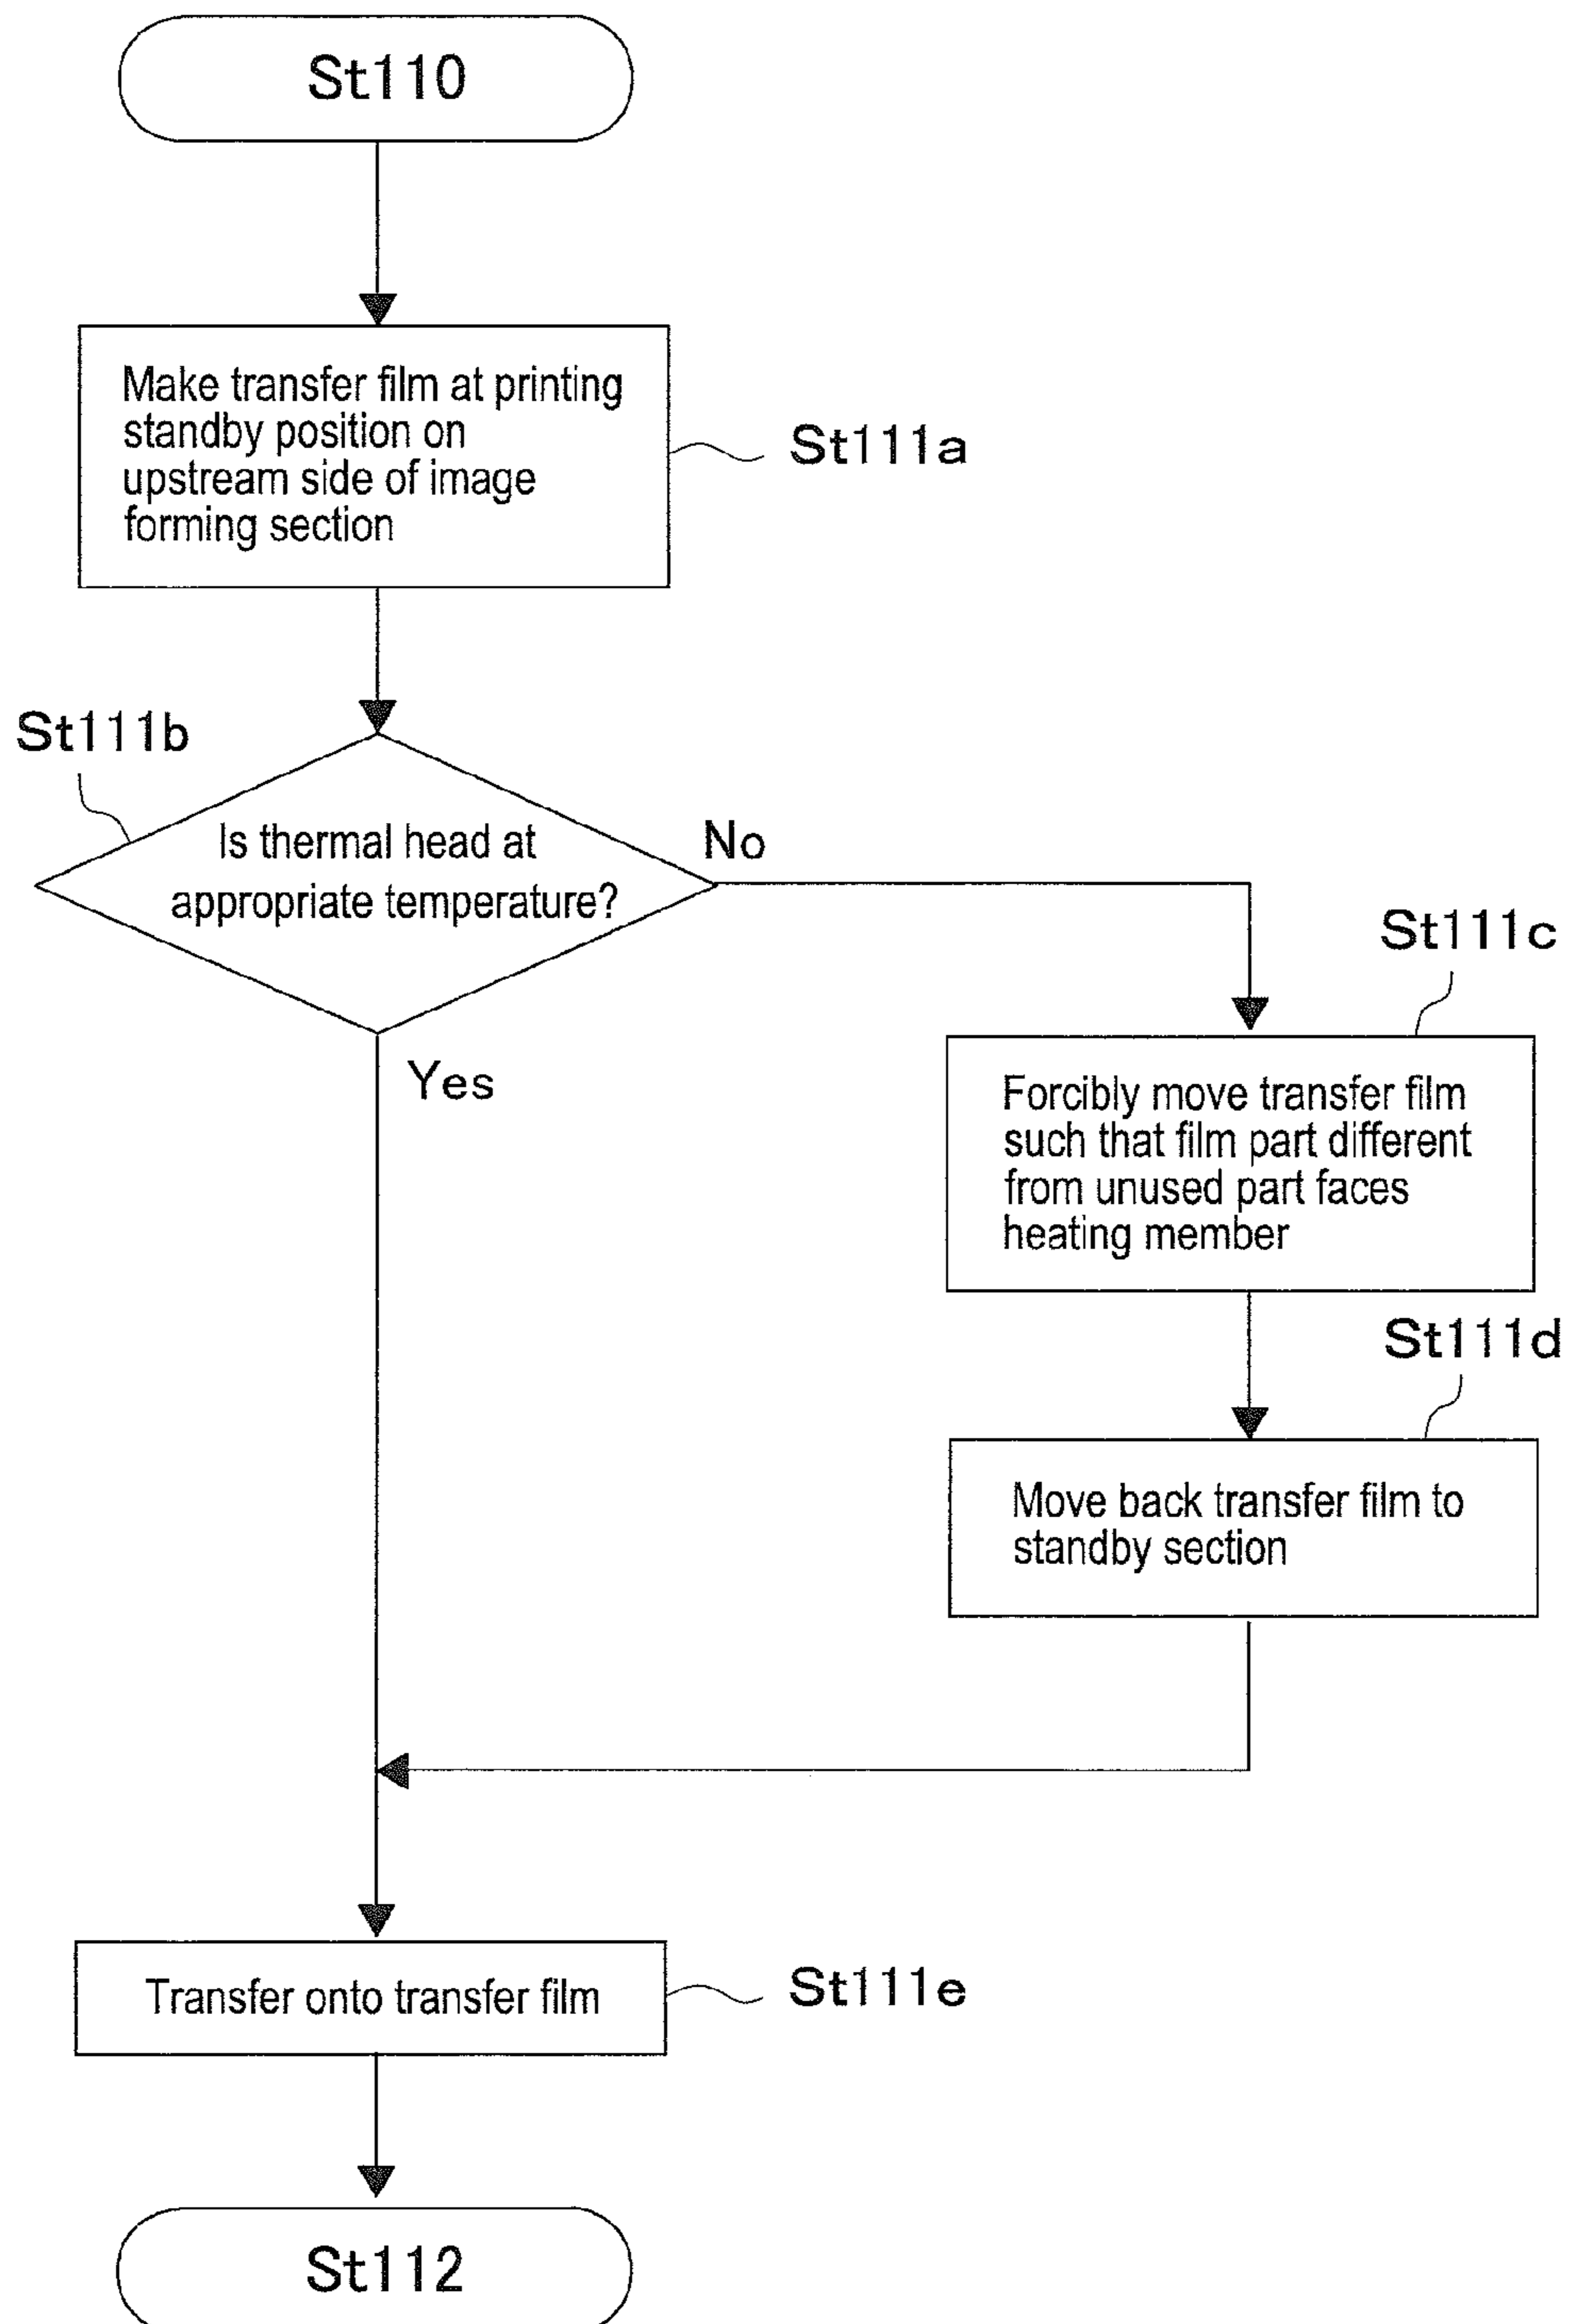 St110
Make transfer film at printing
standby position on
upstream side of image
forming section
St111a
St111b
Is thermal head at
appropriate temperature?
No
Yes
St111c
Forcibly move transfer film
such that film part different
from unused part faces
heating member
St111d
Move back transfer film to
standby section
Transfer onto transfer film
St111e
St112